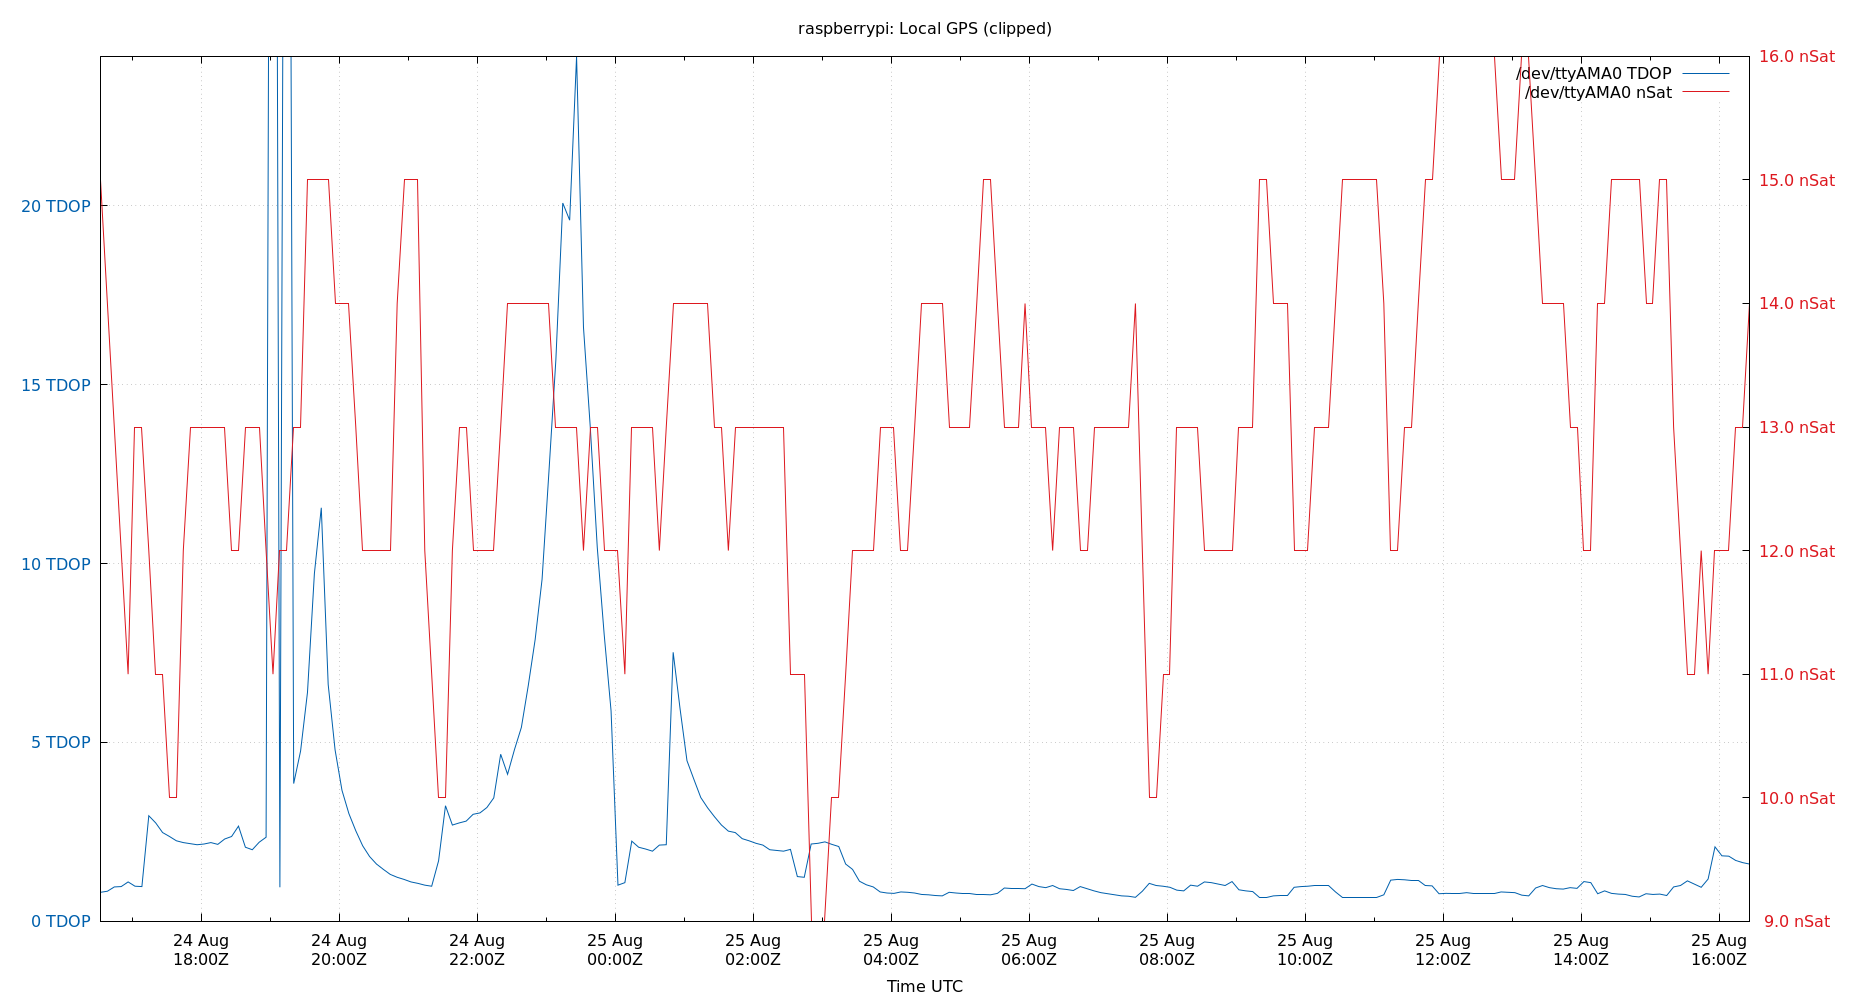 raspberrypi: Local GPS (clipped)
/dev/ttyAMA0 TDOP
/dev/ttyAMA0 nSat
20 TDOP
15 TDOP
10 TDOP
5 TDOP
0 TDOP
16.0 nSat
15.0 nSat
14.0 nSat
13.0 nSat
12.0 nSat
11.0 nSat
10.0 nSat
9.0 nSat
24 Aug 24 Aug 24 Aug 25 Aug 25 Aug 25 Aug 25 Aug 25 Aug 25 Aug 25 Aug 25 Aug 25 Aug
18:00Z 20:00Z 22:00Z 00:00Z 02:00Z 04:00Z 06:00Z 08:00Z 10:00Z 12:00Z 14:00Z 16:00Z
Time UTC